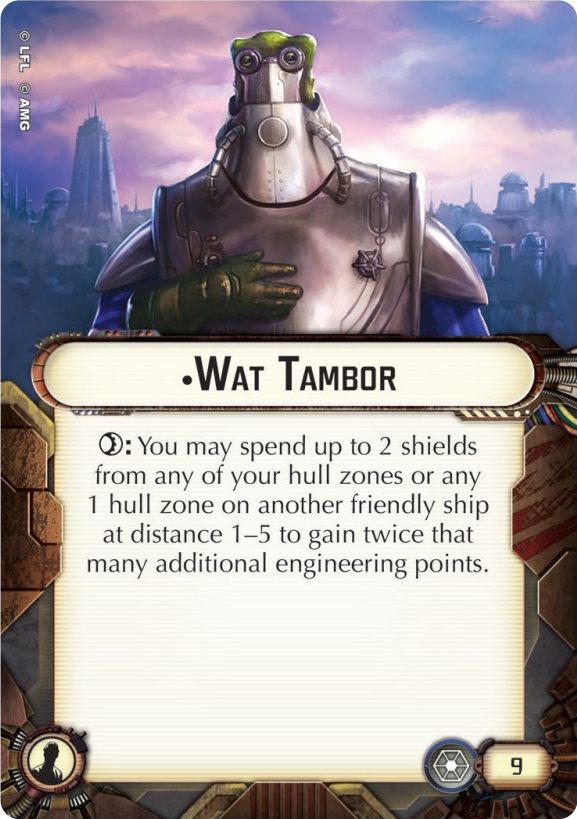 © LFL © AMG
•Wat Tambor
: You may spend up to 2 shields
from any of your hull zones or any
1 hull zone on another friendly ship
at distance 1–5 to gain twice that
many additional engineering points.
9